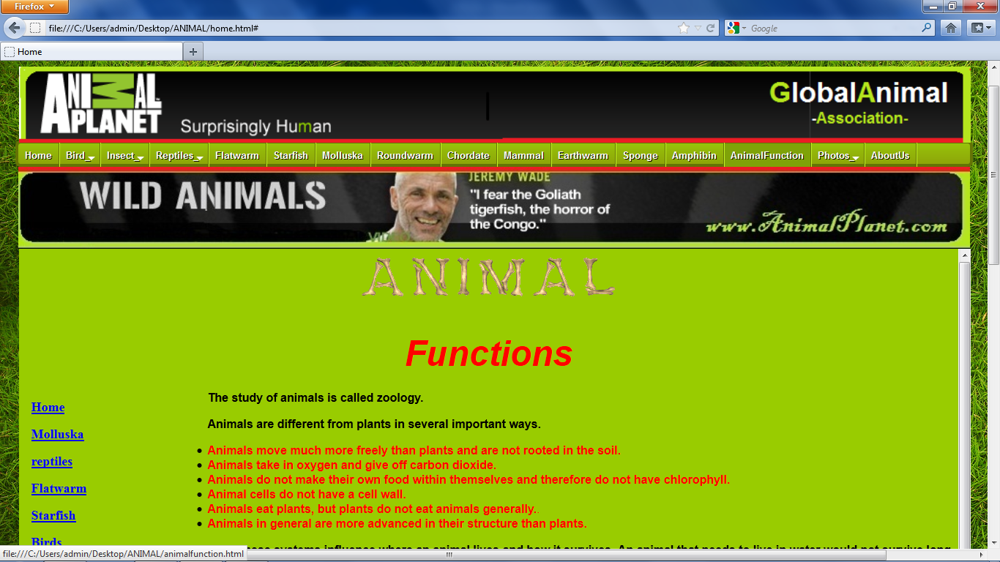 Firefox
file:///C:/Users/admin/Desktop/ANIMAL/home.html#
Google
Home
ANIMAL PLANET
Surprisingly Human
GlobalAnimal
-Association-
Home Bird_ Insect_ Reptiles_ Flatwarm Starfish Molluska Roundwarm Chordate Mammal Earthwarm Sponge Amphibin AnimalFunction Photos_ AboutUs
WILD ANIMALS
JEREMY WADE
"I fear the Goliath
tigerfish, the horror of
the Congo."
www.AnimalPlanet.com
ANIMAL
Functions
The study of animals is called zoology.
Home
Animals are different from plants in several important ways.
Molluska
Animals move much more freely than plants and are not rooted in the soil.
reptiles
Animals take in oxygen and give off carbon dioxide.
Animals do not make their own food within themselves and therefore do not have chlorophyll.
Flatwarm
Animal cells do not have a cell wall.
Animals eat plants, but plants do not eat animals generally.
Starfish
Animals in general are more advanced in their structure than plants.
Birds
systems influence where an animal lives and how it survives. An animal that needs to live in water would not survive long
file:///C:/Users/admin/Desktop/ANIMAL/animalfunction.html